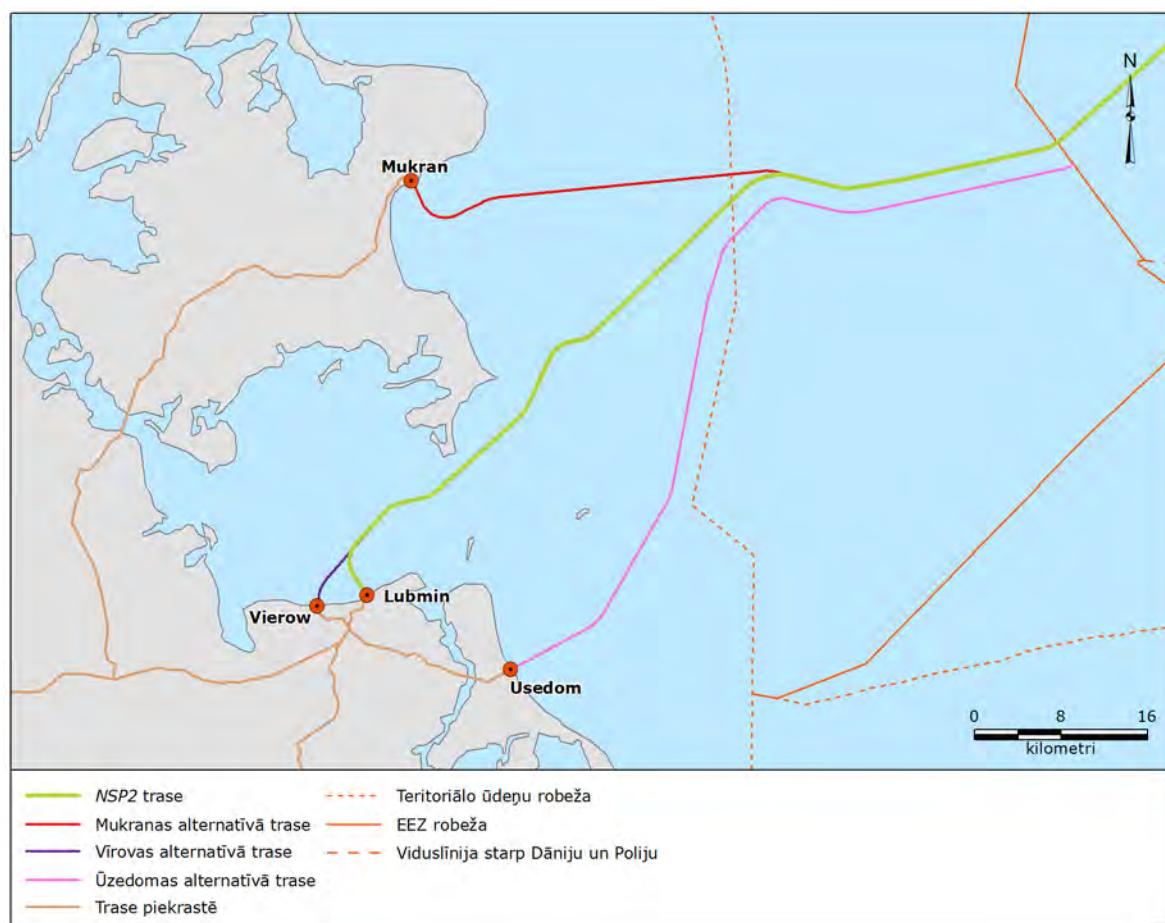 N
Mukran
Lubmin
Vierow
Usedom
0 8 16
kilometri
NSP2 trase
Mukranas alternatīvā trase
Vīrovas alternatīvā trase
Ūzedomas alternatīvā trase
Trase piekrastē
Teritoriālo ūdeņu robeža
EEZ robeža
Viduslīnija starp Dāniju un Poliju